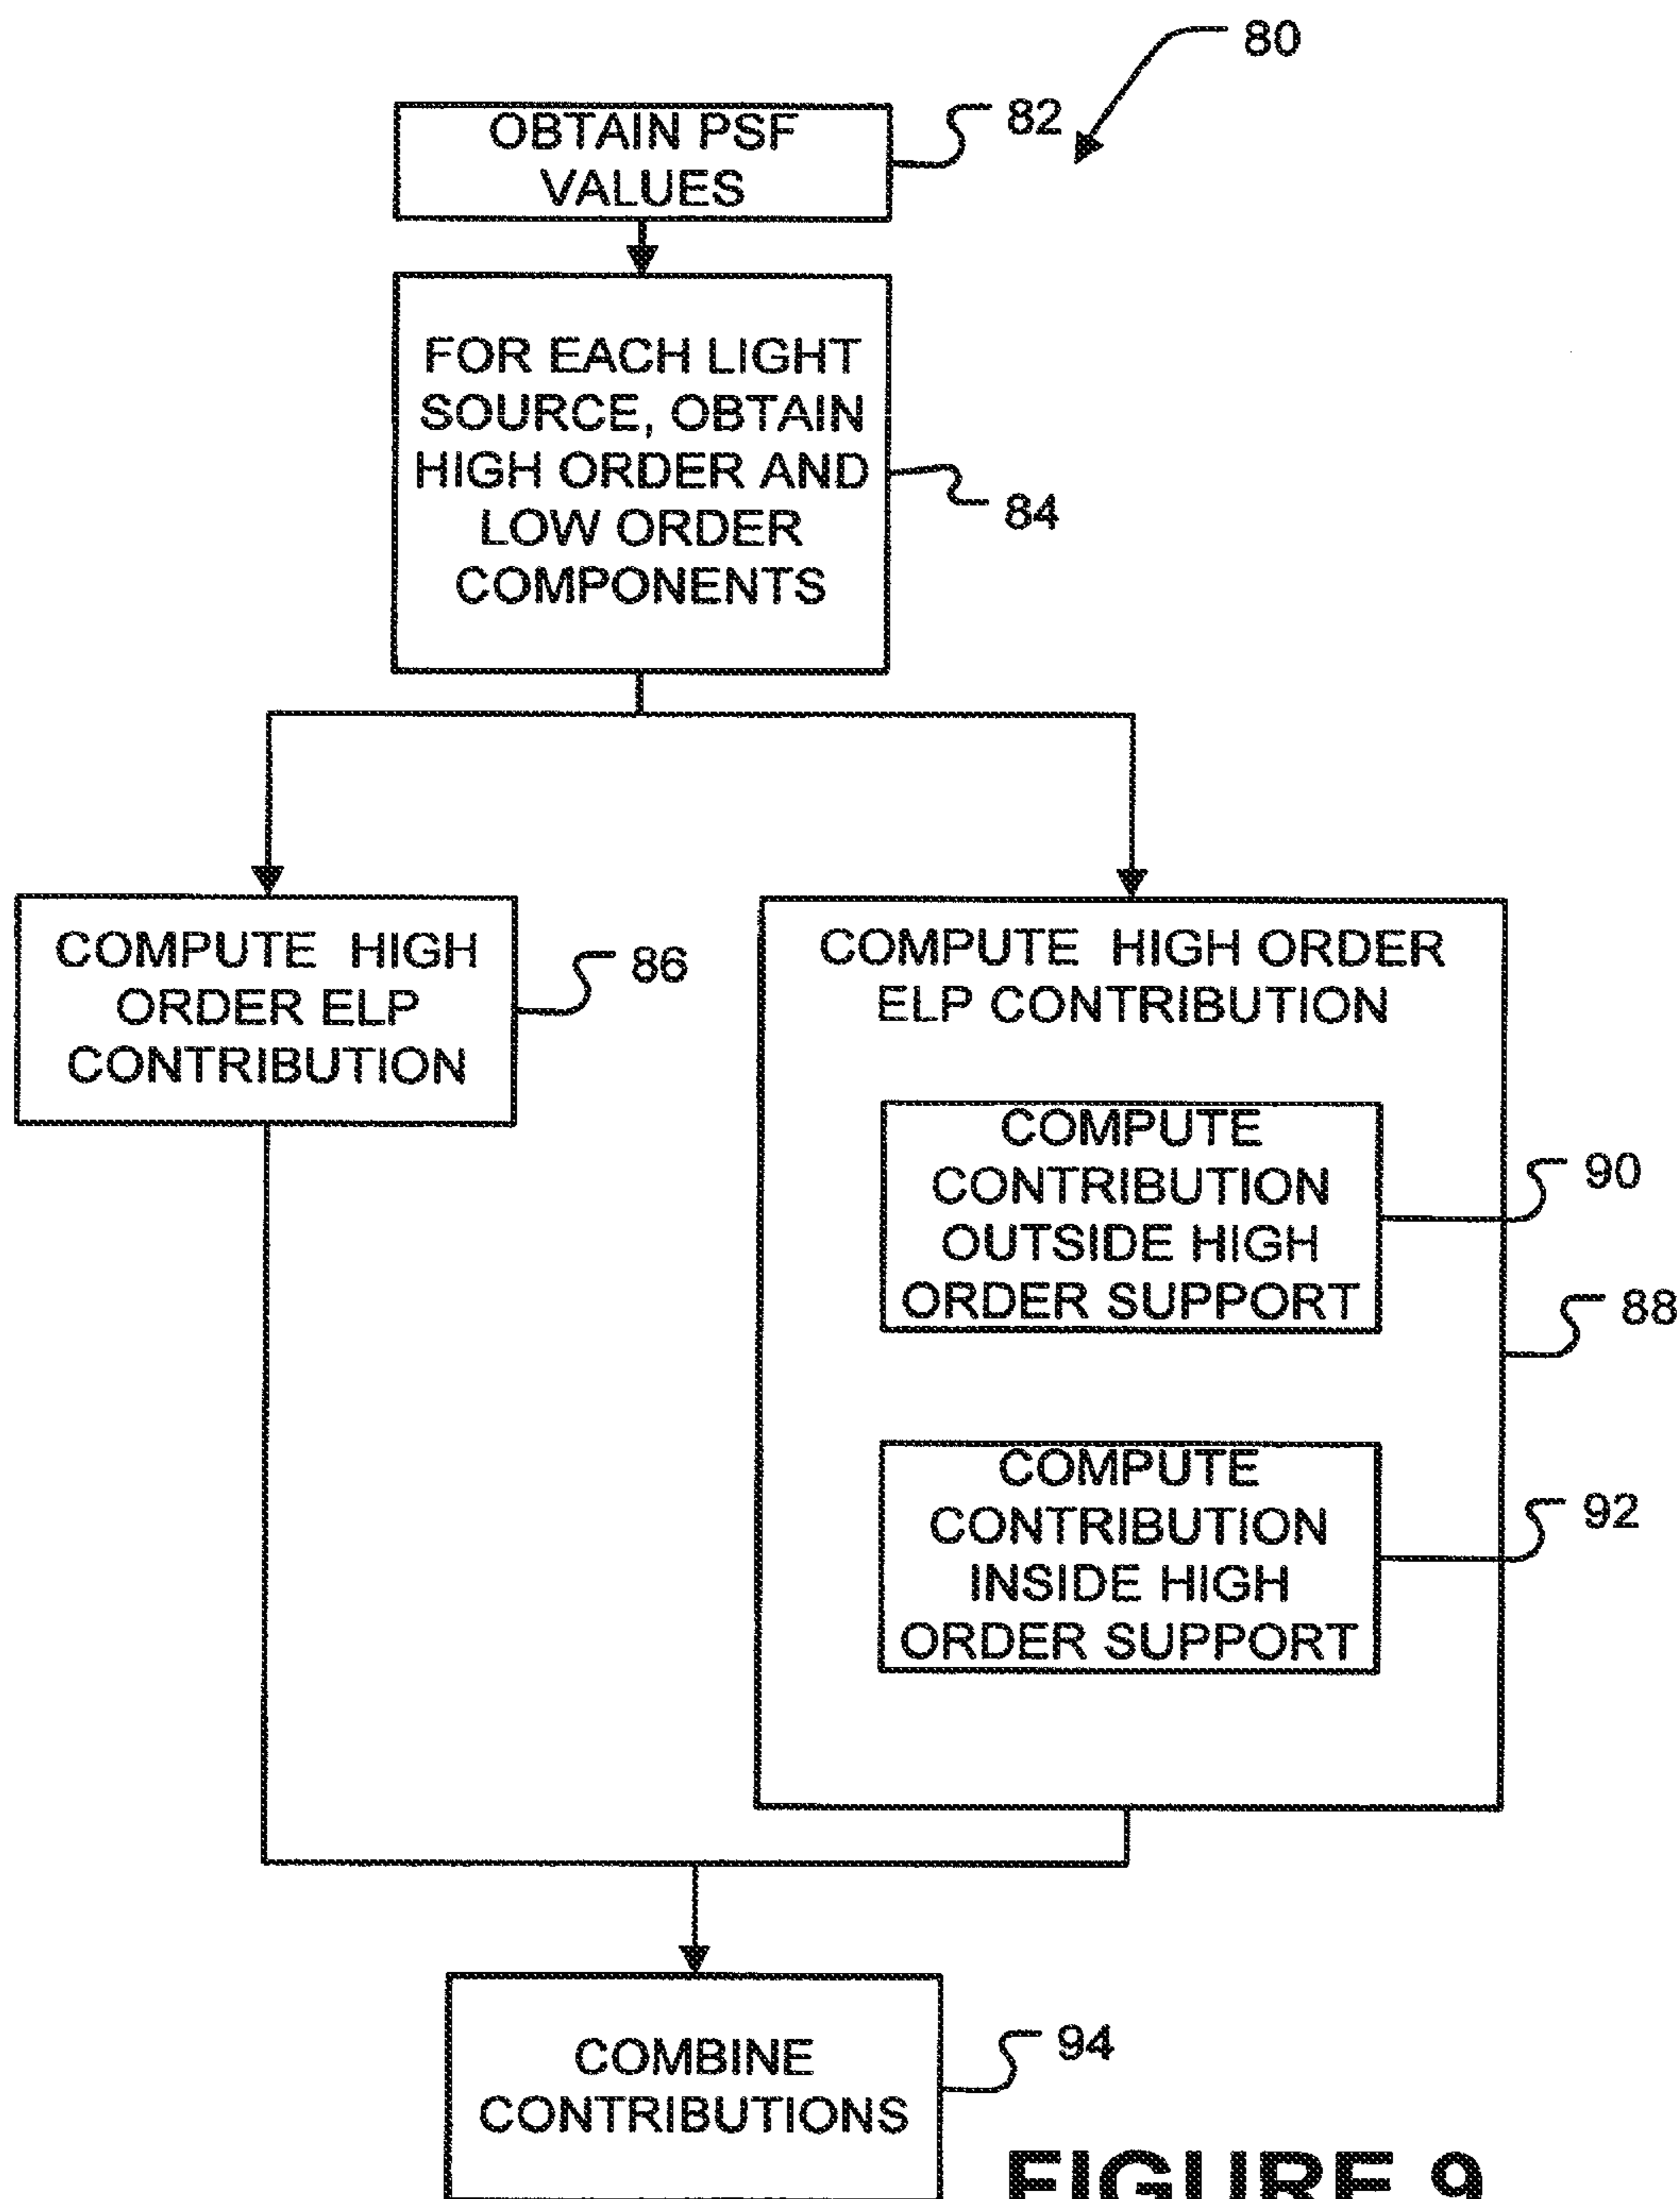 80
OBTAIN PSF
VALUES
82
FOR EACH LIGHT
SOURCE, OBTAIN
HIGH ORDER AND
LOW ORDER
COMPONENTS
84
COMPUTE HIGH
ORDER ELP
CONTRIBUTION
86
COMPUTE HIGH ORDER
ELP CONTRIBUTION
COMPUTE
CONTRIBUTION
OUTSIDE HIGH
ORDER SUPPORT
90
88
COMPUTE
CONTRIBUTION
INSIDE HIGH
ORDER SUPPORT
92
COMBINE
CONTRIBUTIONS
94
FIGURE 9